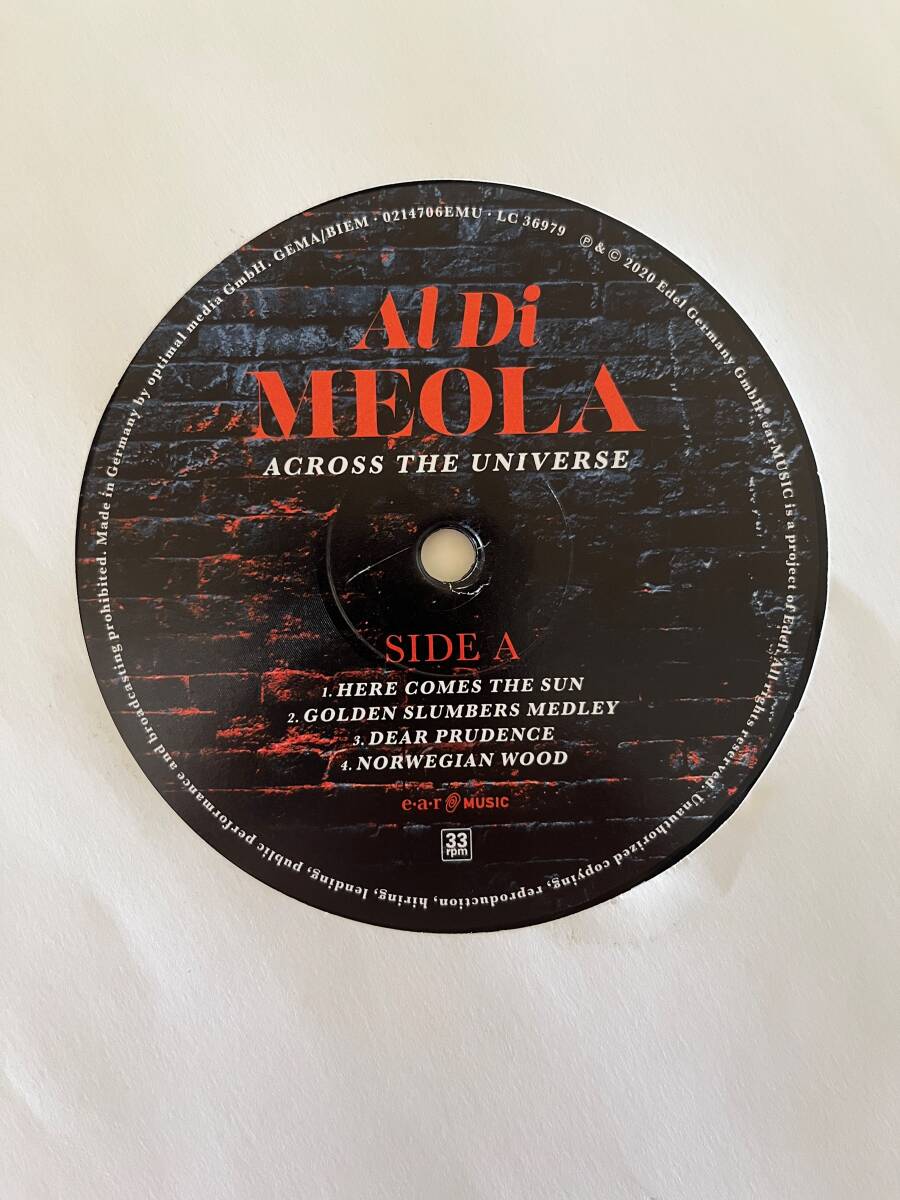 Al Di
MEOLA
ACROSS THE UNIVERSE
SIDE A
1. HERE COMES THE SUN
2. GOLDEN SLUMBERS MEDLEY
3. DEAR PRUDENCE
4. NORWEGIAN WOOD
e·a·r MUSIC
33
rpm
℗ & © 2020 Edel Germany GmbH. earMUSIC is a project of Edel. All rights reserved. Unauthorized copying, reproduction, hiring, lending, public performance and broadcasting prohibited. Made in Germany by optimal media GmbH. GEMA/BIEM · 0214706EMU · LC 36979